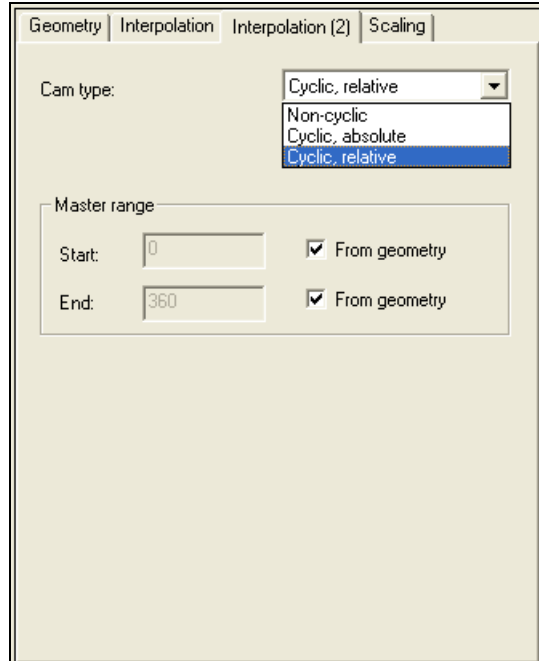 Geometry Interpolation Interpolation (2) Scaling
Cam type: Cyclic, relative
Non-cyclic
Cyclic, absolute
Cyclic, relative
Master range
Start: 0 From geometry
End: 360 From geometry